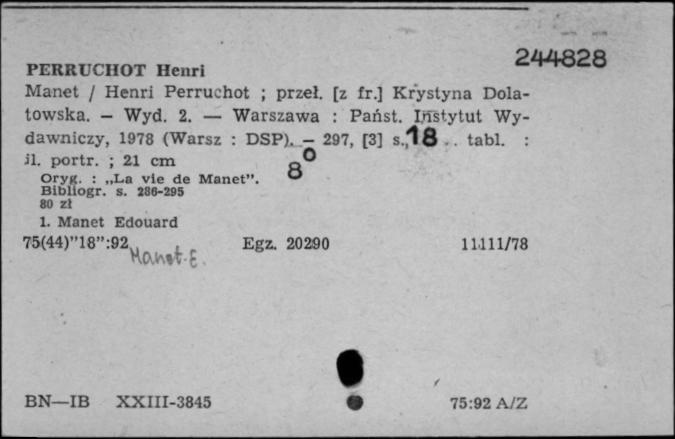 244828
PERRUCHOT Henri
Manet / Henri Perruchot ; przeł. [z fr.] Krystyna Dola-
towska. – Wyd. 2. — Warszawa : Państ. Instytut Wy-
dawniczy, 1978 (Warsz : DSP). – 297, [3] s., 18 .. tabl. :
il. portr. ; 21 cm
8°
Oryg. : „La vie de Manet”.
Bibliogr. s. 286-295
80 zł
1. Manet Edouard
75(44)”18”:92 Manet E. Egz. 20290 11111/78
BN—IB XXIII-3845 75:92 A/Z